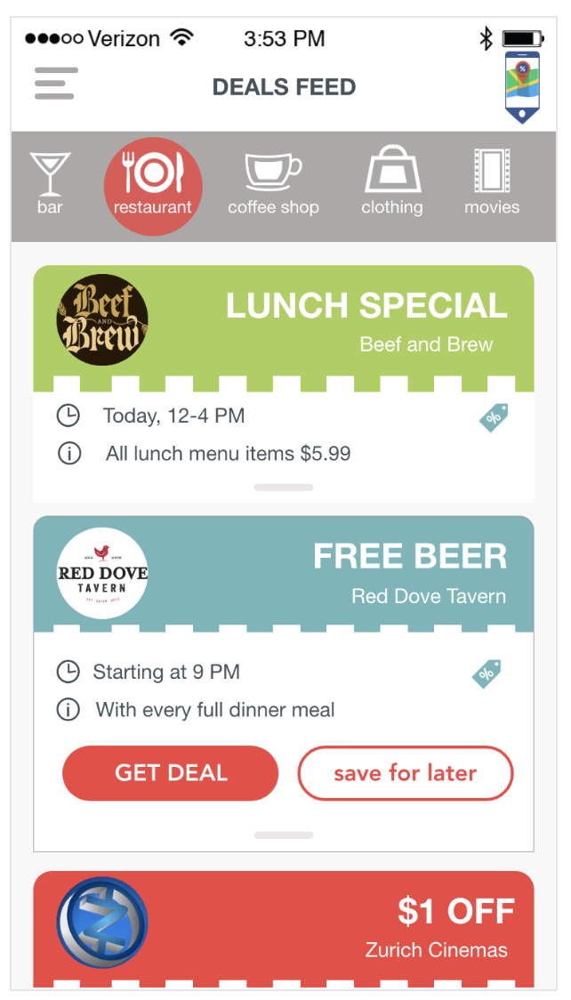 Verizon 3:53 PM
DEALS FEED
%
bar restaurant coffee shop clothing movies
Beef
AND
Brew
LUNCH SPECIAL
Beef and Brew
Today, 12-4 PM
%
All lunch menu items $5.99
RED DOVE
TAVERN
FREE BEER
Red Dove Tavern
Starting at 9 PM
%
With every full dinner meal
GET DEAL save for later
Z
$1 OFF
Zurich Cinemas